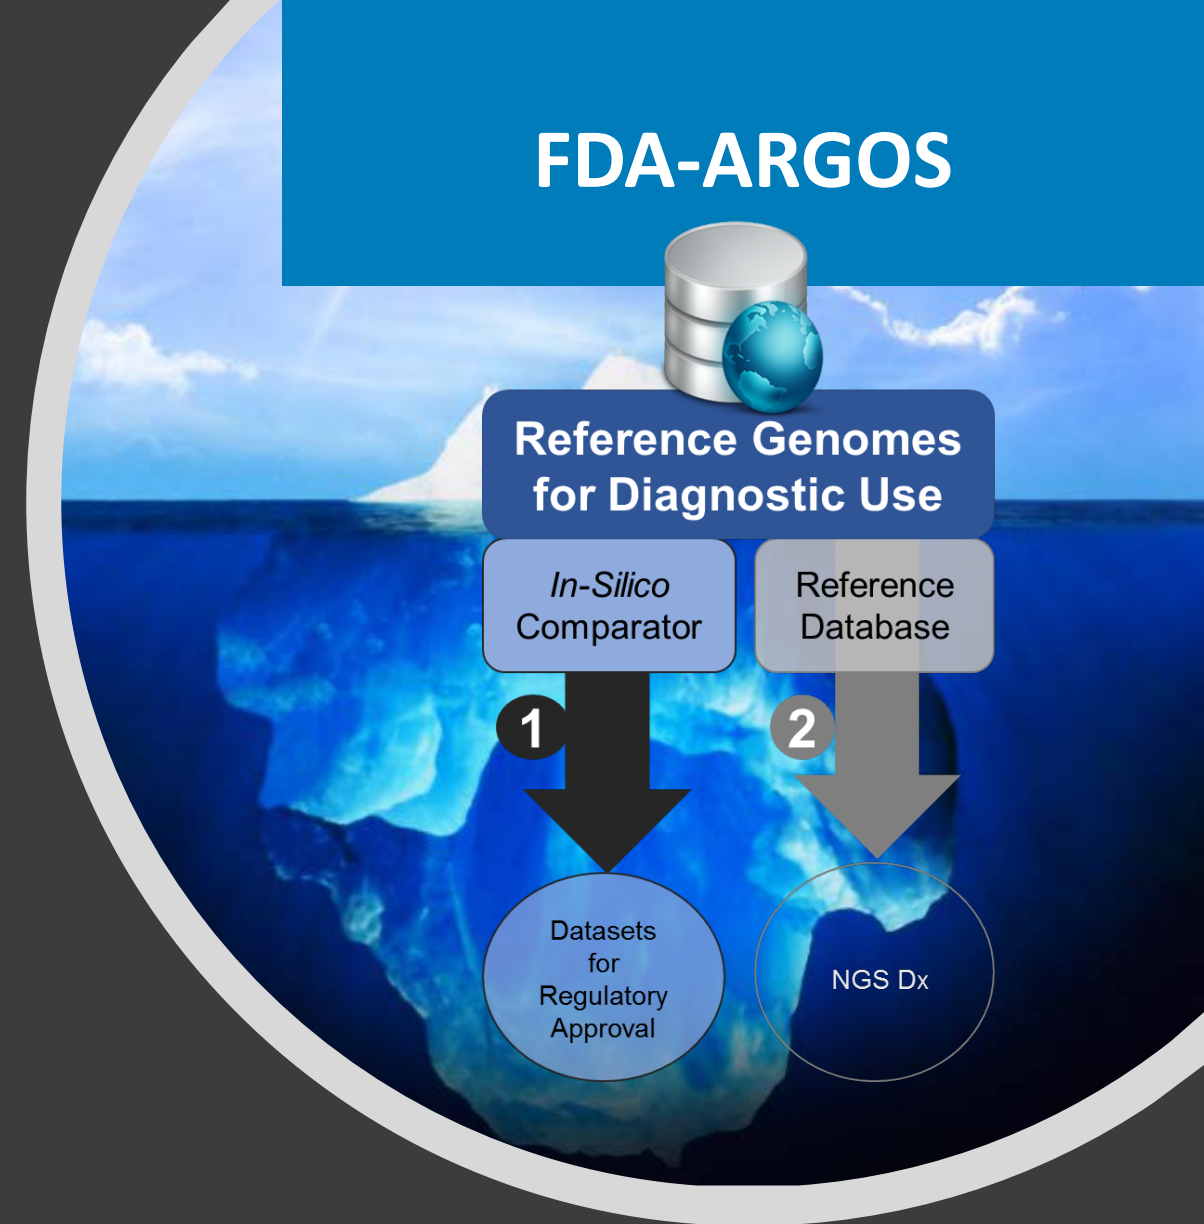 FDA-ARGOS
Reference Genomes
for Diagnostic Use
In-Silico
Comparator
Reference
Database
1
2
Datasets
for
Regulatory
Approval
NGS Dx